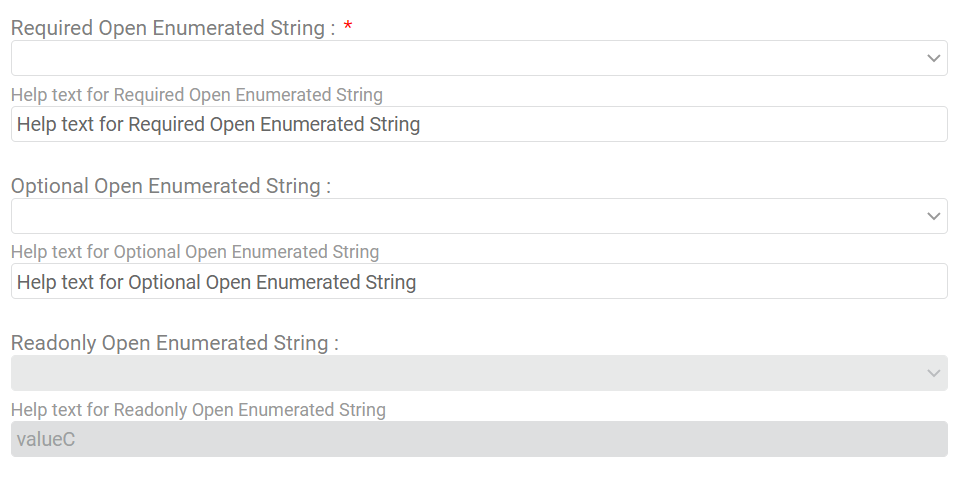 Required Open Enumerated String : *
Help text for Required Open Enumerated String
Help text for Required Open Enumerated String
Optional Open Enumerated String :
Help text for Optional Open Enumerated String
Help text for Optional Open Enumerated String
Readonly Open Enumerated String :
Help text for Readonly Open Enumerated String
valueC